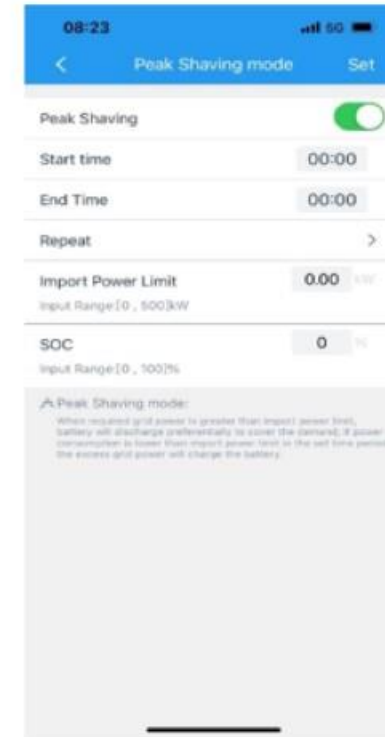 08:23
5G
Peak Shaving mode
Set
Peak Shaving
Start time
00:00
End Time
00:00
Repeat
Import Power Limit
0.00
kW
Input Range[0 , 500]kW
SOC
0
%
Input Range[0 , 100]%
Peak Shaving mode:
When required grid power is greater than import power limit,
battery will discharge preferentially to cover the demand; if power
consumption is lower than import power limit in the set time period,
the excess grid power will charge the battery.